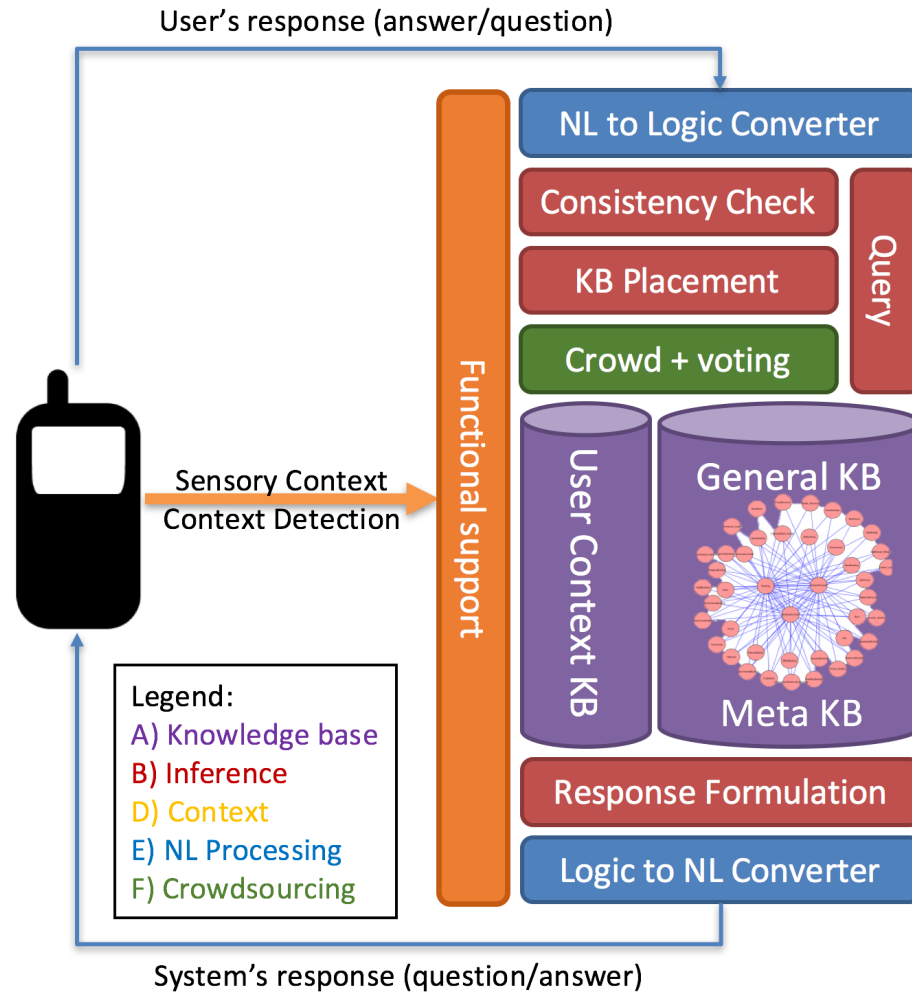 User's response (answer/question)
NL to Logic Converter
Consistency Check
Query
KB Placement
Crowd + voting
Functional support
Sensory Context
Context Detection
User Context KB
General KB
Meta KB
Legend:
A) Knowledge base
B) Inference
D) Context
E) NL Processing
F) Crowdsourcing
Response Formulation
Logic to NL Converter
System's response (question/answer)